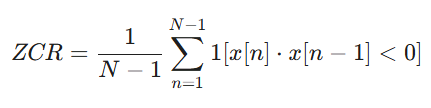 ZCR = \frac{1}{N-1} \sum_{n=1}^{N-1} 1[x[n] \cdot x[n-1] < 0]